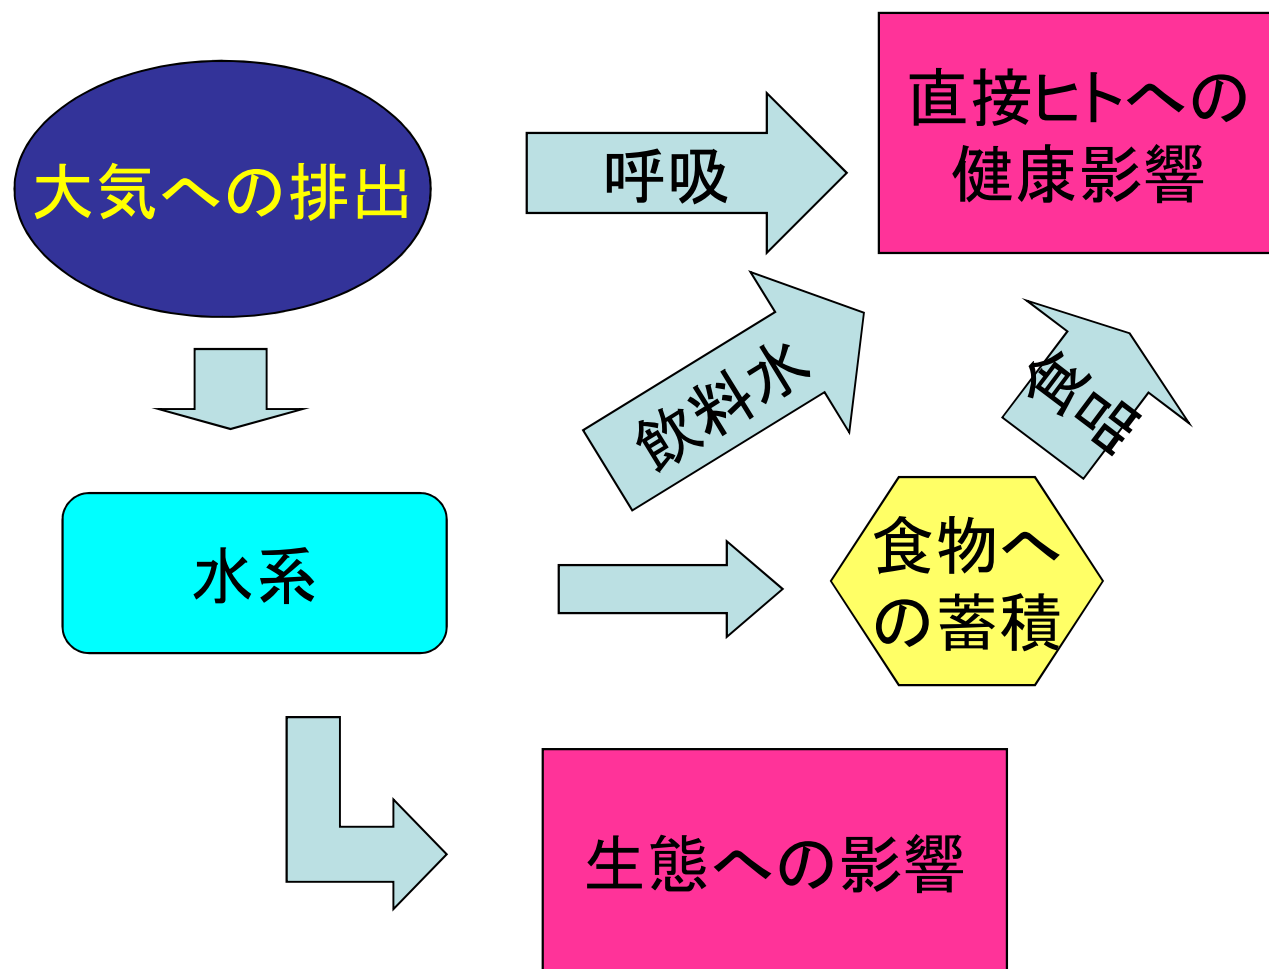 大気への排出
呼吸
直接ヒトへの
健康影響
飲料水
食品
水系
食物へ
の蓄積
生態への影響